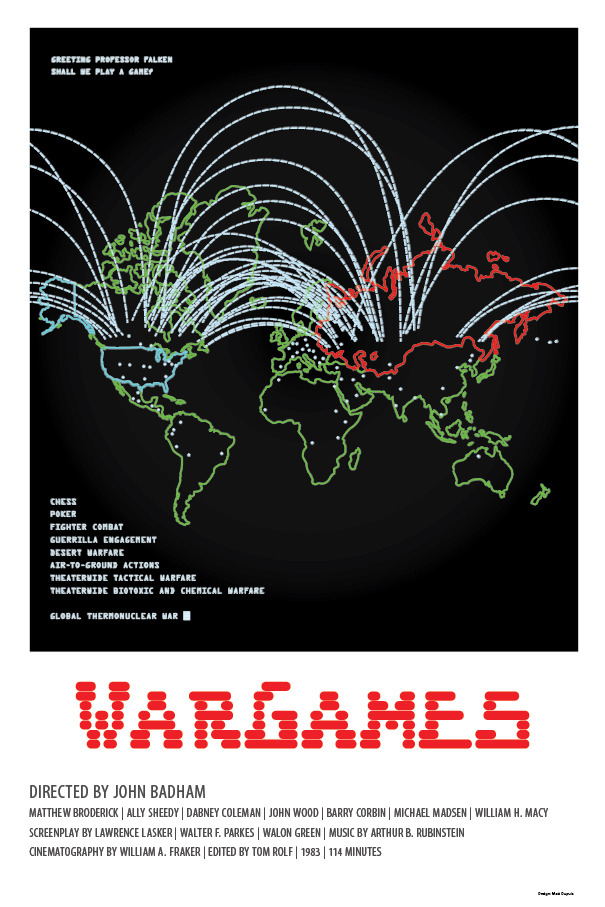 GREETING PROFESSOR FALKEN
SHALL WE PLAY A GAME?
CHESS
POKER
FIGHTER COMBAT
GUERRILLA ENGAGEMENT
DESERT WARFARE
AIR-TO-GROUND ACTIONS
THEATERWIDE TACTICAL WARFARE
THEATERWIDE BIOTOXIC AND CHEMICAL WARFARE
GLOBAL THERMONUCLEAR WAR
WARGAMES
DIRECTED BY JOHN BADHAM
MATTHEW BRODERICK | ALLY SHEEDY | DABNEY COLEMAN | JOHN WOOD | BARRY CORBIN | MICHAEL MADSEN | WILLIAM H. MACY
SCREENPLAY BY LAWRENCE LASKER | WALTER F. PARKES | WALON GREEN | MUSIC BY ARTHUR B. RUBINSTEIN
CINEMATOGRAPHY BY WILLIAM A. FRAKER | EDITED BY TOM ROLF | 1983 | 114 MINUTES
Design: Matt Dupuis